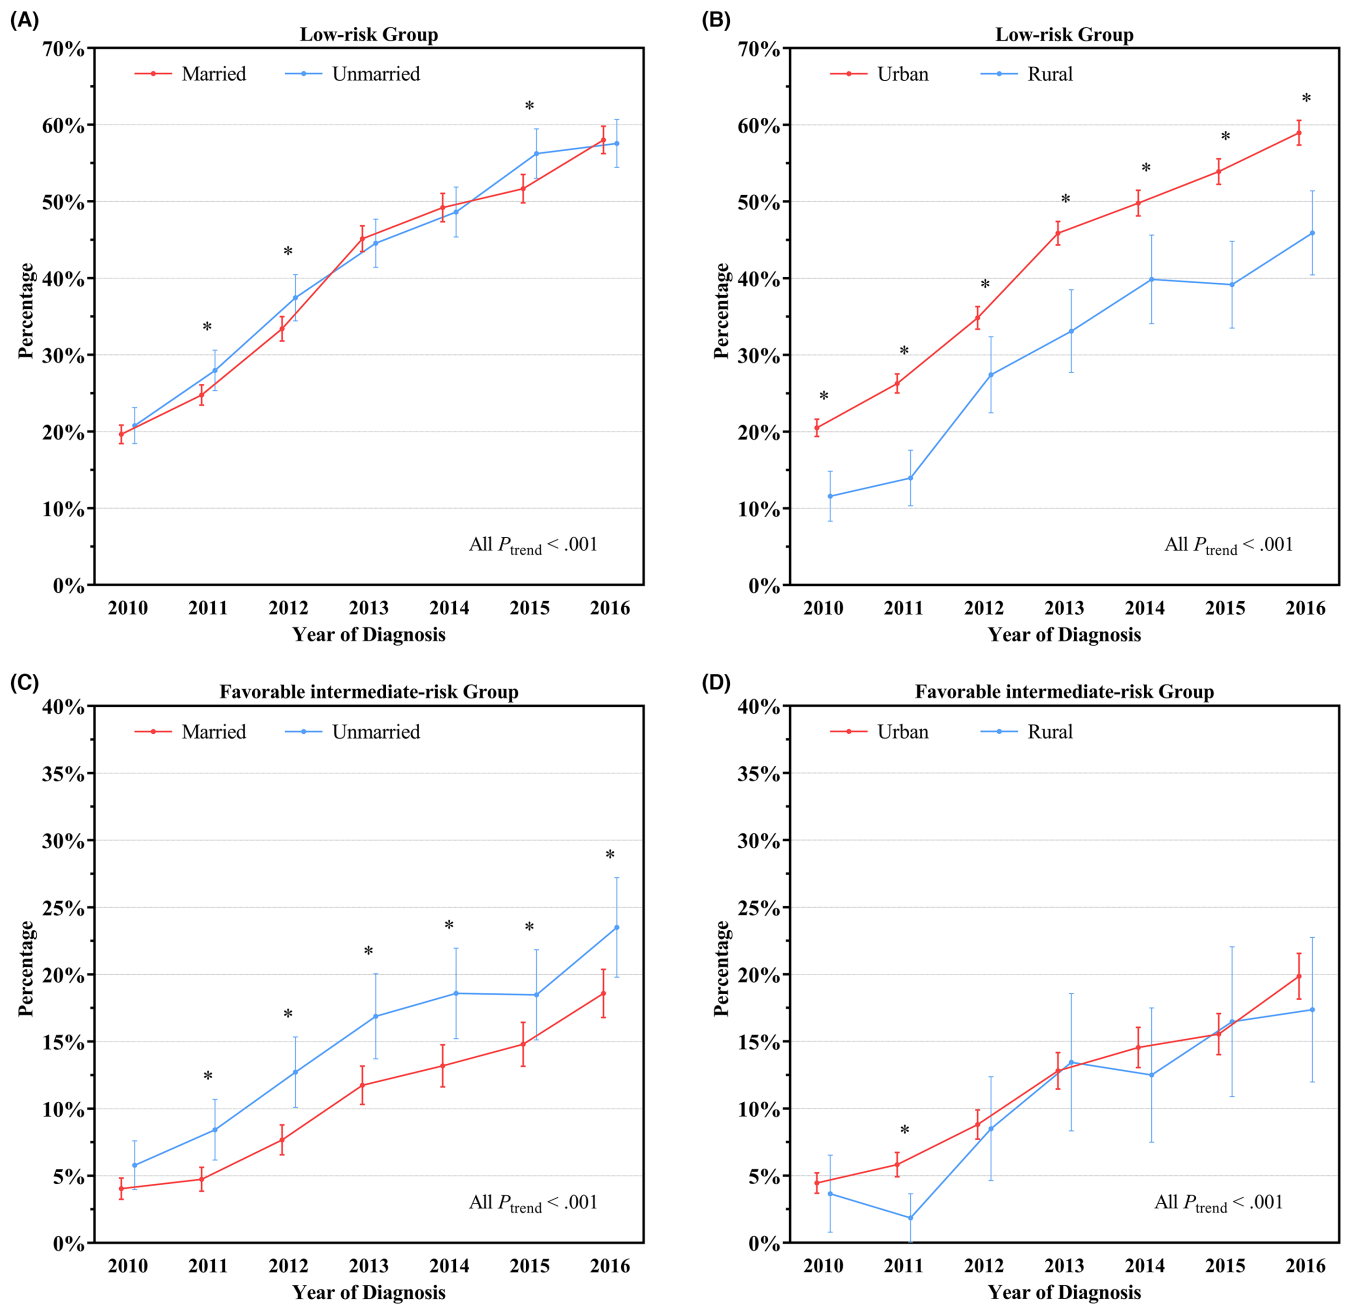 (A)
Low-risk Group
Married
Unmarried
70%
60%
50%
40%
30%
20%
10%
0%
Percentage
*
*
*
*
All Ptrend < .001
2010 2011 2012 2013 2014 2015 2016
Year of Diagnosis
(B)
Low-risk Group
Urban
Rural
70%
60%
50%
40%
30%
20%
10%
0%
Percentage
*
*
*
*
*
*
*
All Ptrend < .001
2010 2011 2012 2013 2014 2015 2016
Year of Diagnosis
(C)
Favorable intermediate-risk Group
Married
Unmarried
40%
35%
30%
25%
20%
15%
10%
5%
0%
Percentage
*
*
*
*
*
*
All Ptrend < .001
2010 2011 2012 2013 2014 2015 2016
Year of Diagnosis
(D)
Favorable intermediate-risk Group
Urban
Rural
40%
35%
30%
25%
20%
15%
10%
5%
0%
Percentage
*
All Ptrend < .001
2010 2011 2012 2013 2014 2015 2016
Year of Diagnosis